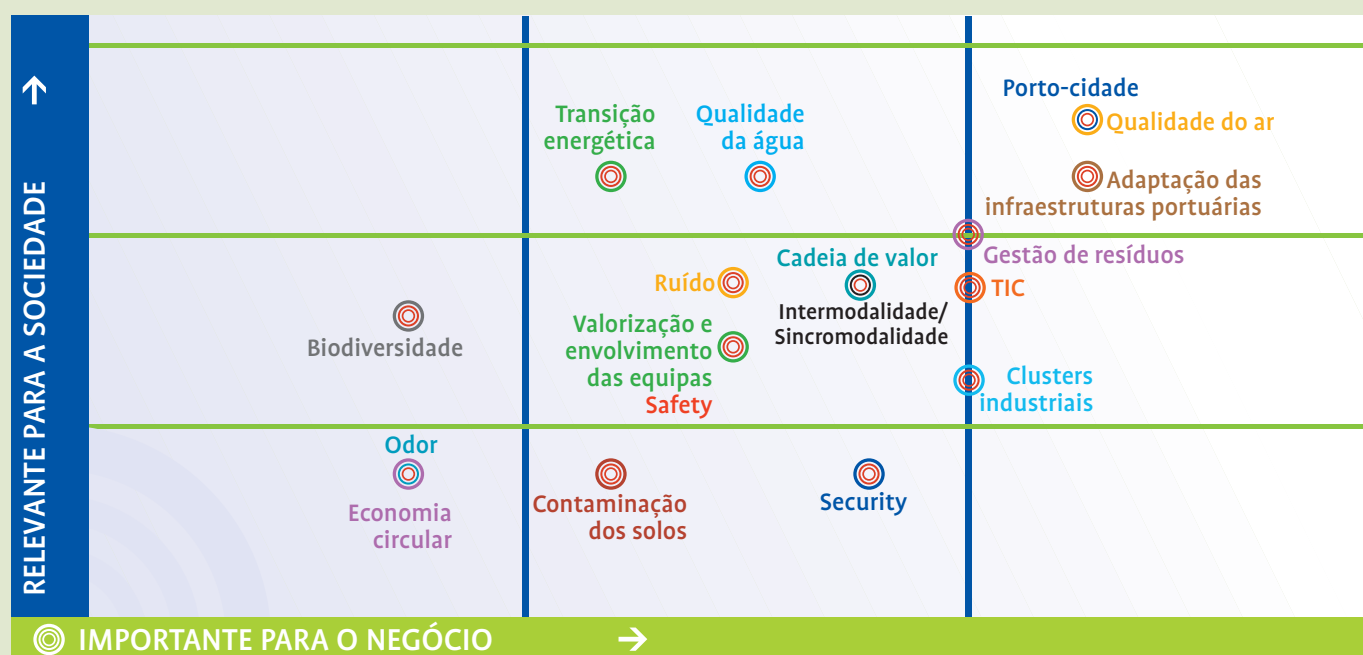 RELEVANTE PARA A SOCIEDADE
Transição
energética
Qualidade
da água
Porto-cidade
Qualidade do ar
Adaptação das
infraestruturas portuárias
Gestão de resíduos
Cadeia de valor
Intermodalidade/
Sincromodalidade
TIC
Ruído
Valorização e
envolvimento
das equipas
Safety
Biodiversidade
Clusters
industriais
Odor
Economia
circular
Contaminação
dos solos
Security
IMPORTANTE PARA O NEGÓCIO